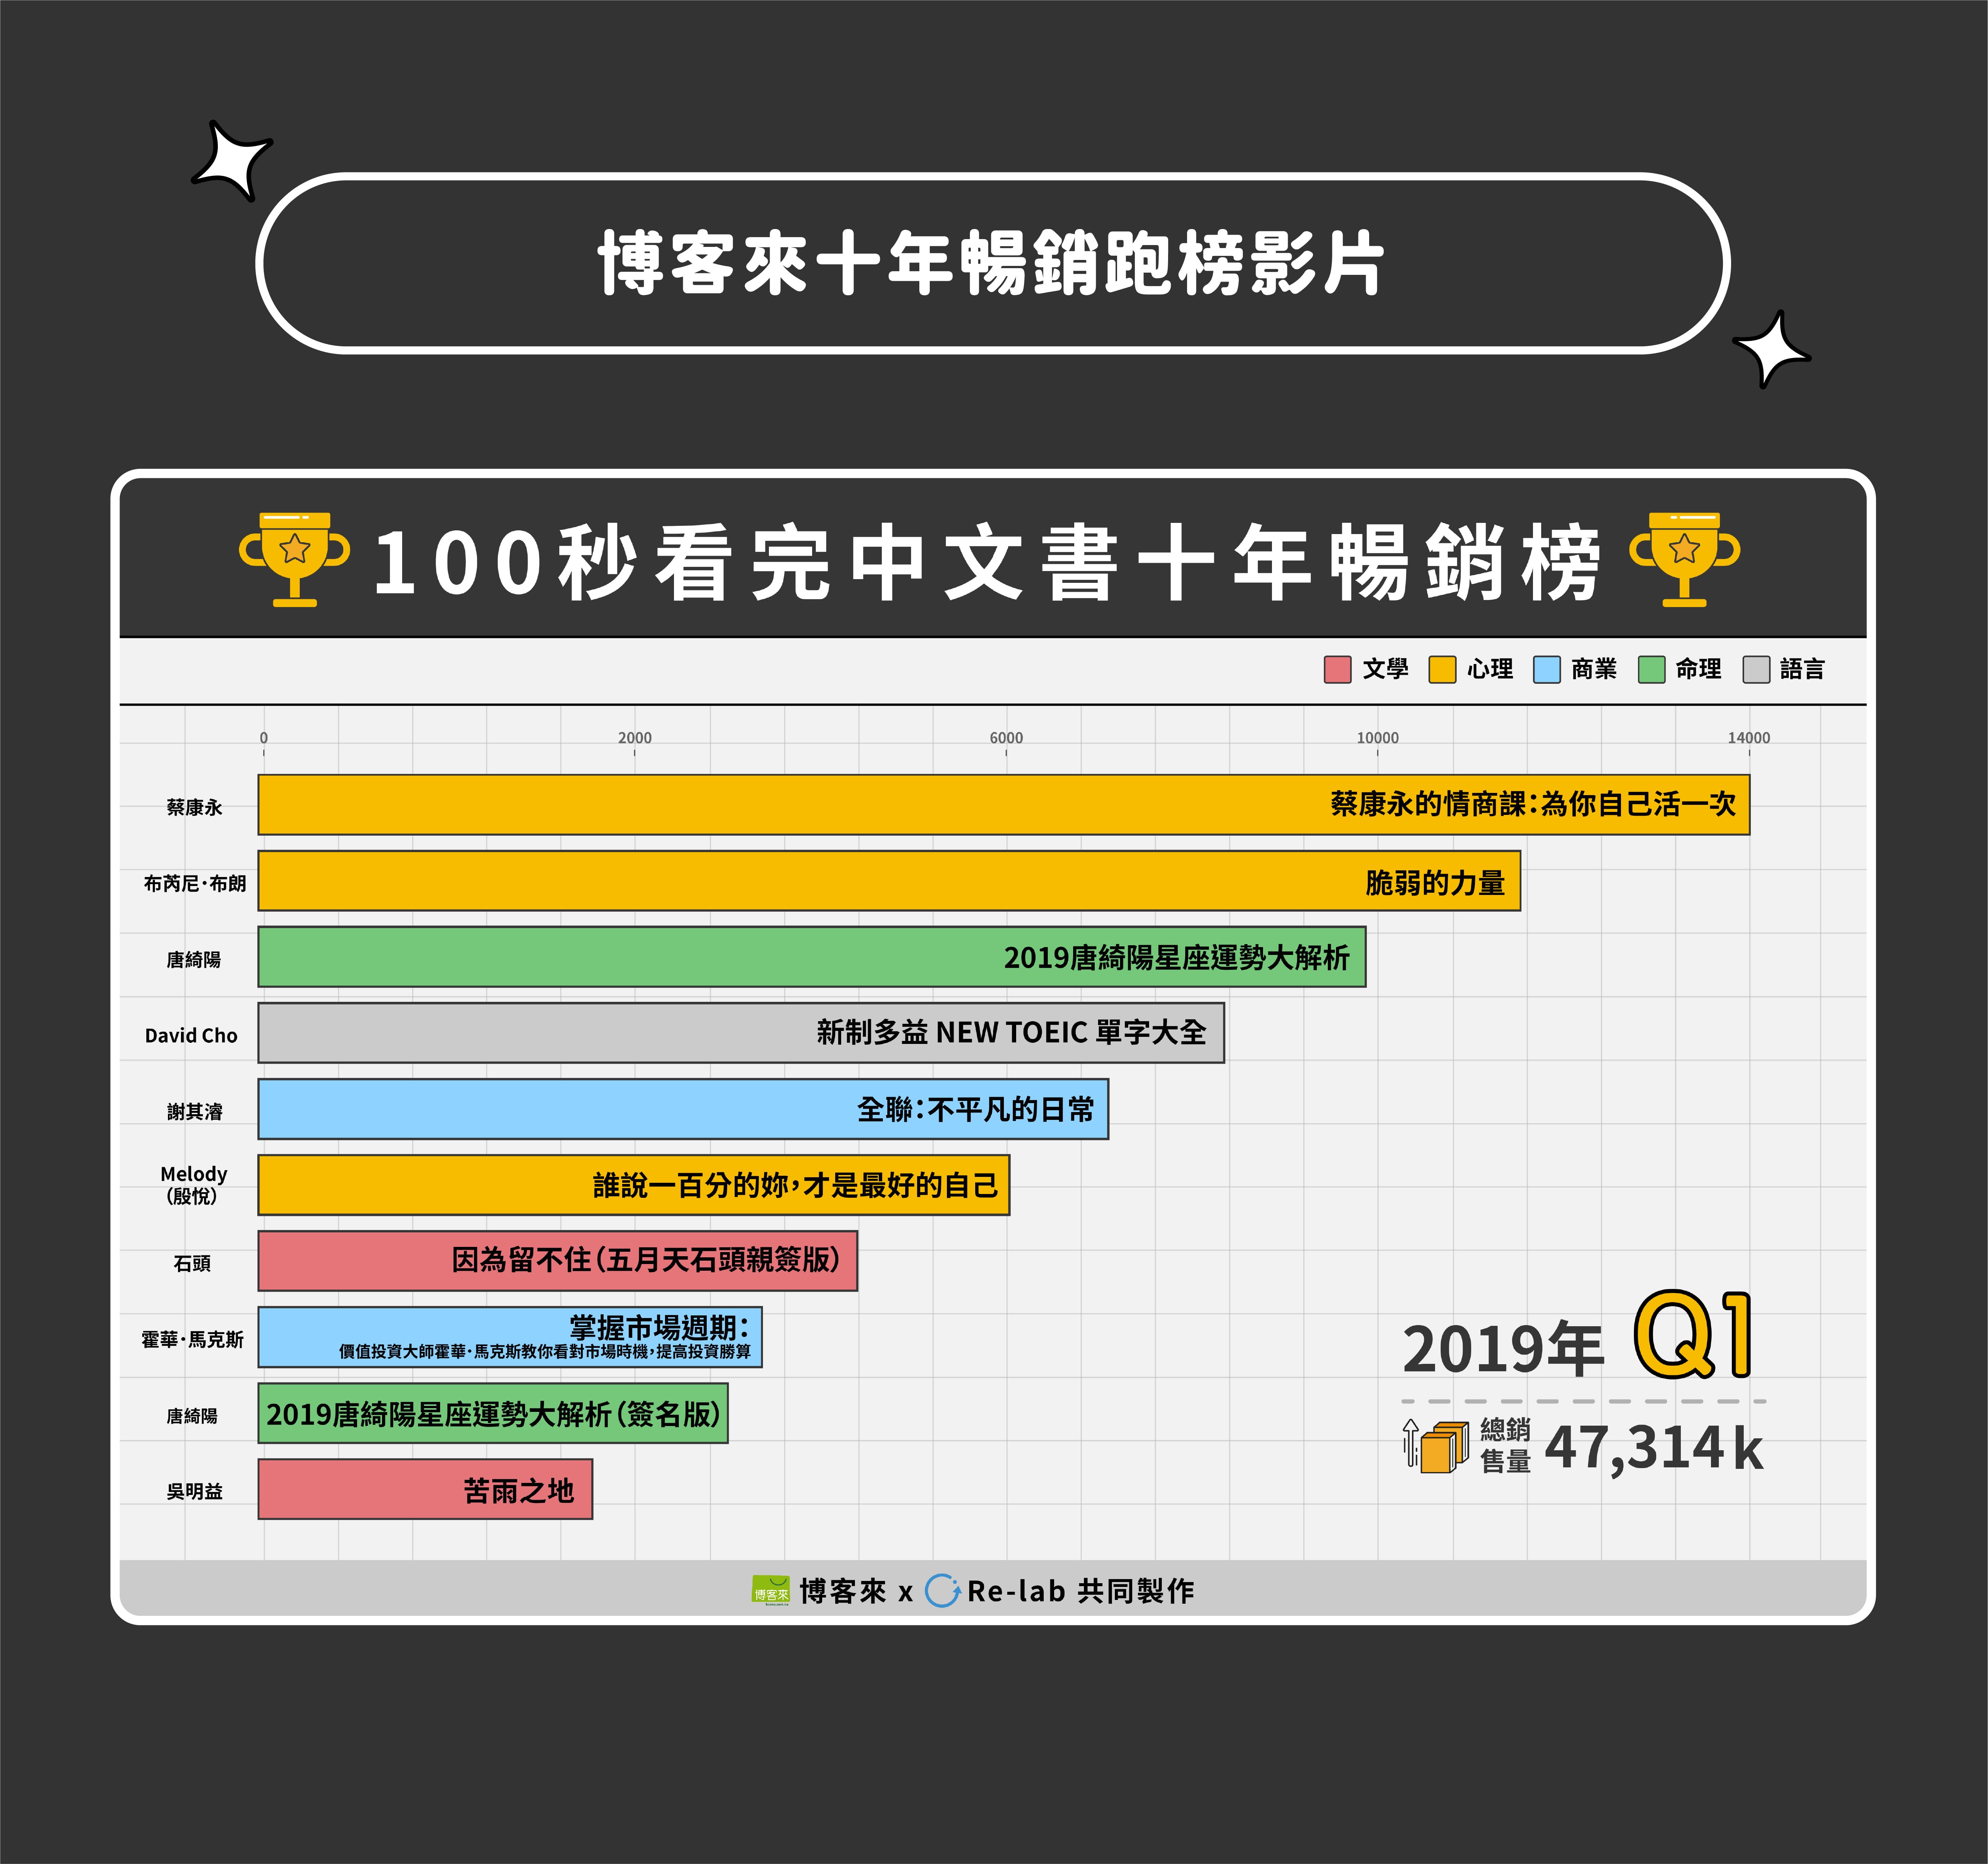 博客來十年暢銷跑榜影片
100秒看完中文書十年暢銷榜
文學 心理 商業 命理 語言
0 2000 6000 10000 14000
蔡康永 蔡康永的情商課：為你自己活一次
布芮尼·布朗 脆弱的力量
唐綺陽 2019唐綺陽星座運勢大解析
David Cho 新制多益 NEW TOEIC 單字大全
謝其濬 全聯：不平凡的日常
Melody
（殷悅） 誰說一百分的妳，才是最好的自己
石頭 因為留不住（五月天石頭親簽版）
霍華·馬克斯 掌握市場週期：
價值投資大師霍華·馬克斯教你看對市場時機，提高投資勝算
唐綺陽 2019唐綺陽星座運勢大解析（簽名版）
吳明益 苦雨之地
2019年 Q1
總銷
售量 47,314k
博客來 博客來 x Re-lab 共同製作